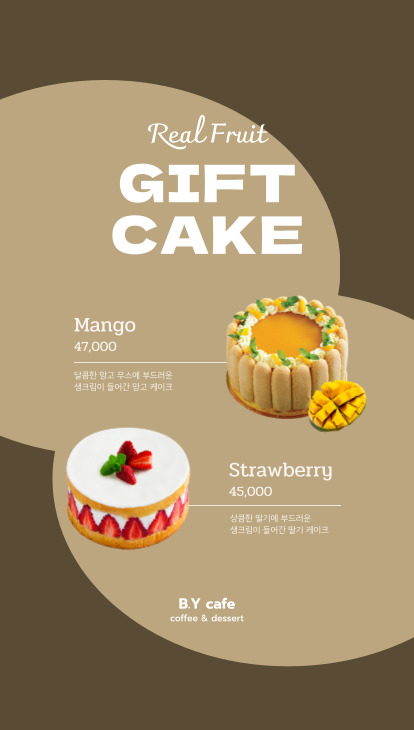 Real Fruit
GIFT
CAKE
Mango
47,000
달콤한 망고 무스에 부드러운
생크림이 들어간 망고 케이크
Strawberry
45,000
상큼한 딸기에 부드러운
생크림이 들어간 딸기 케이크
B.Y cafe
coffee & dessert